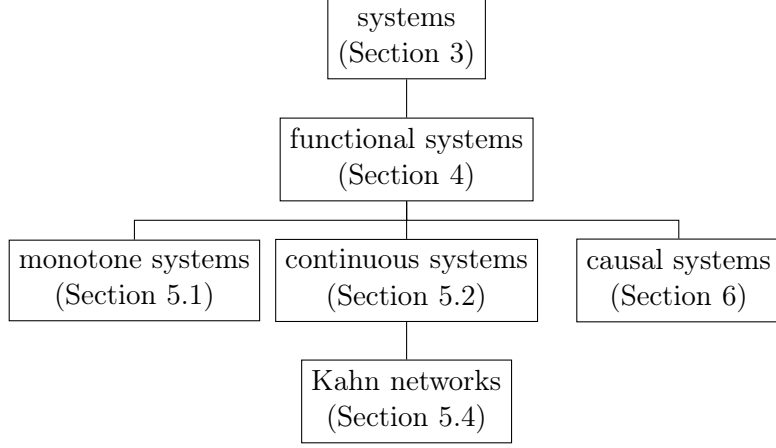 systems
(Section 3)
functional systems
(Section 4)
monotone systems
(Section 5.1)
continuous systems
(Section 5.2)
causal systems
(Section 6)
Kahn networks
(Section 5.4)